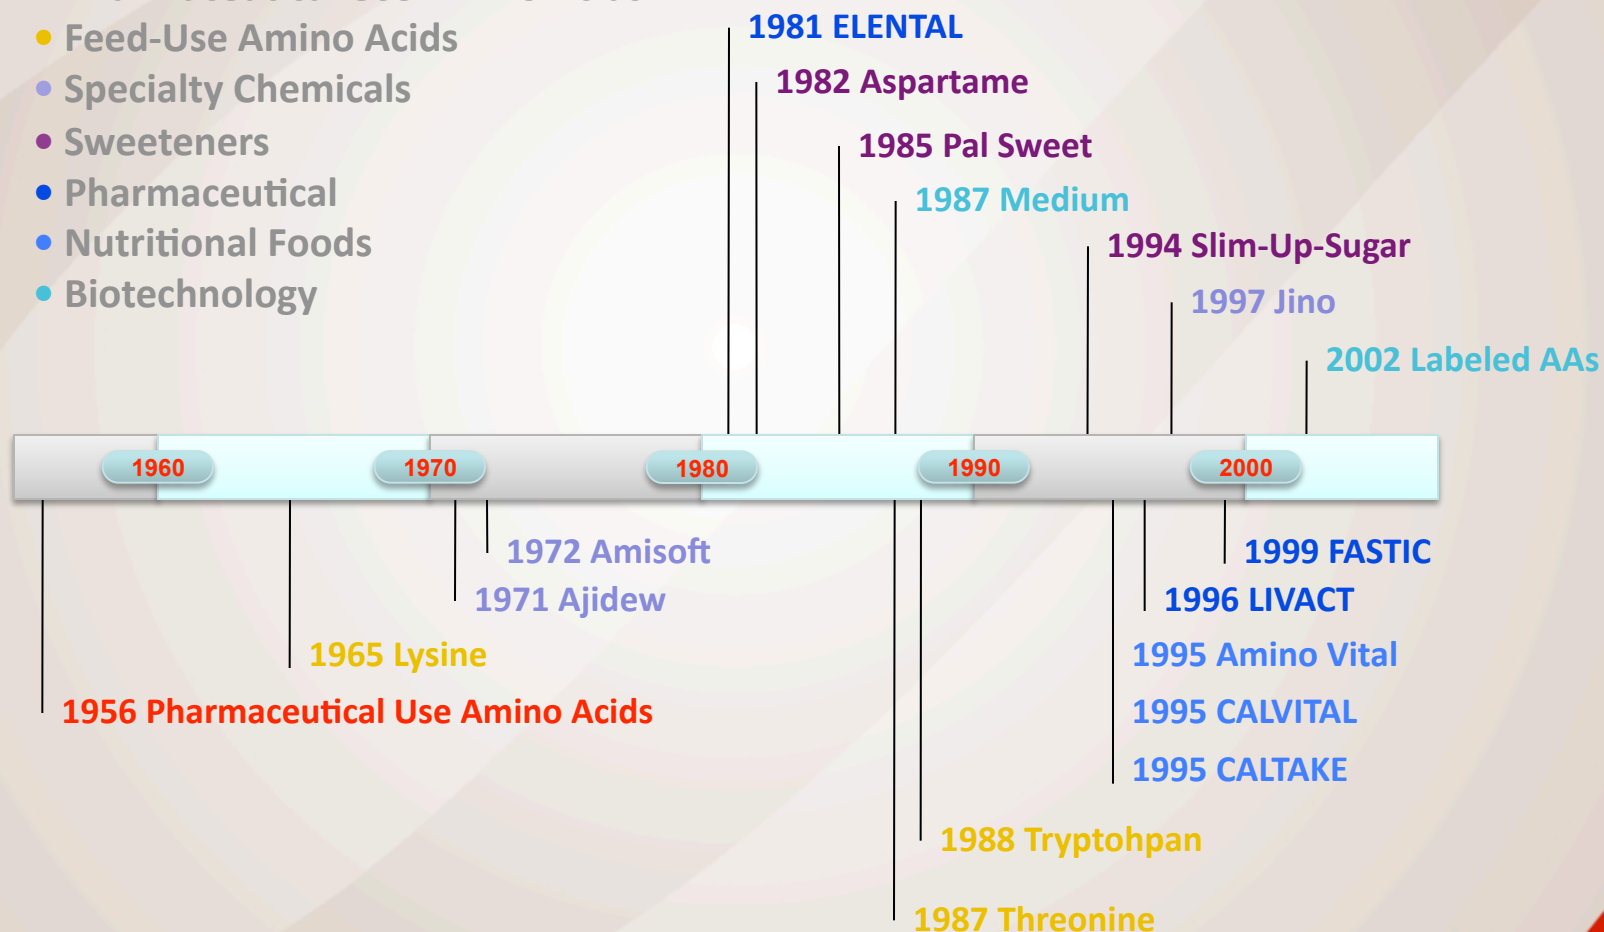 Feed-Use Amino Acids
Specialty Chemicals
Sweeteners
Pharmaceutical
Nutritional Foods
Biotechnology
1981 ELENTAL
1982 Aspartame
1985 Pal Sweet
1987 Medium
1994 Slim-Up-Sugar
1997 Jino
2002 Labeled AAs
1960
1970
1980
1990
2000
1972 Amisoft
1971 Ajidew
1965 Lysine
1956 Pharmaceutical Use Amino Acids
1999 FASTIC
1996 LIVACT
1995 Amino Vital
1995 CALVITAL
1995 CALTAKE
1988 Tryptohpan
1987 Threonine